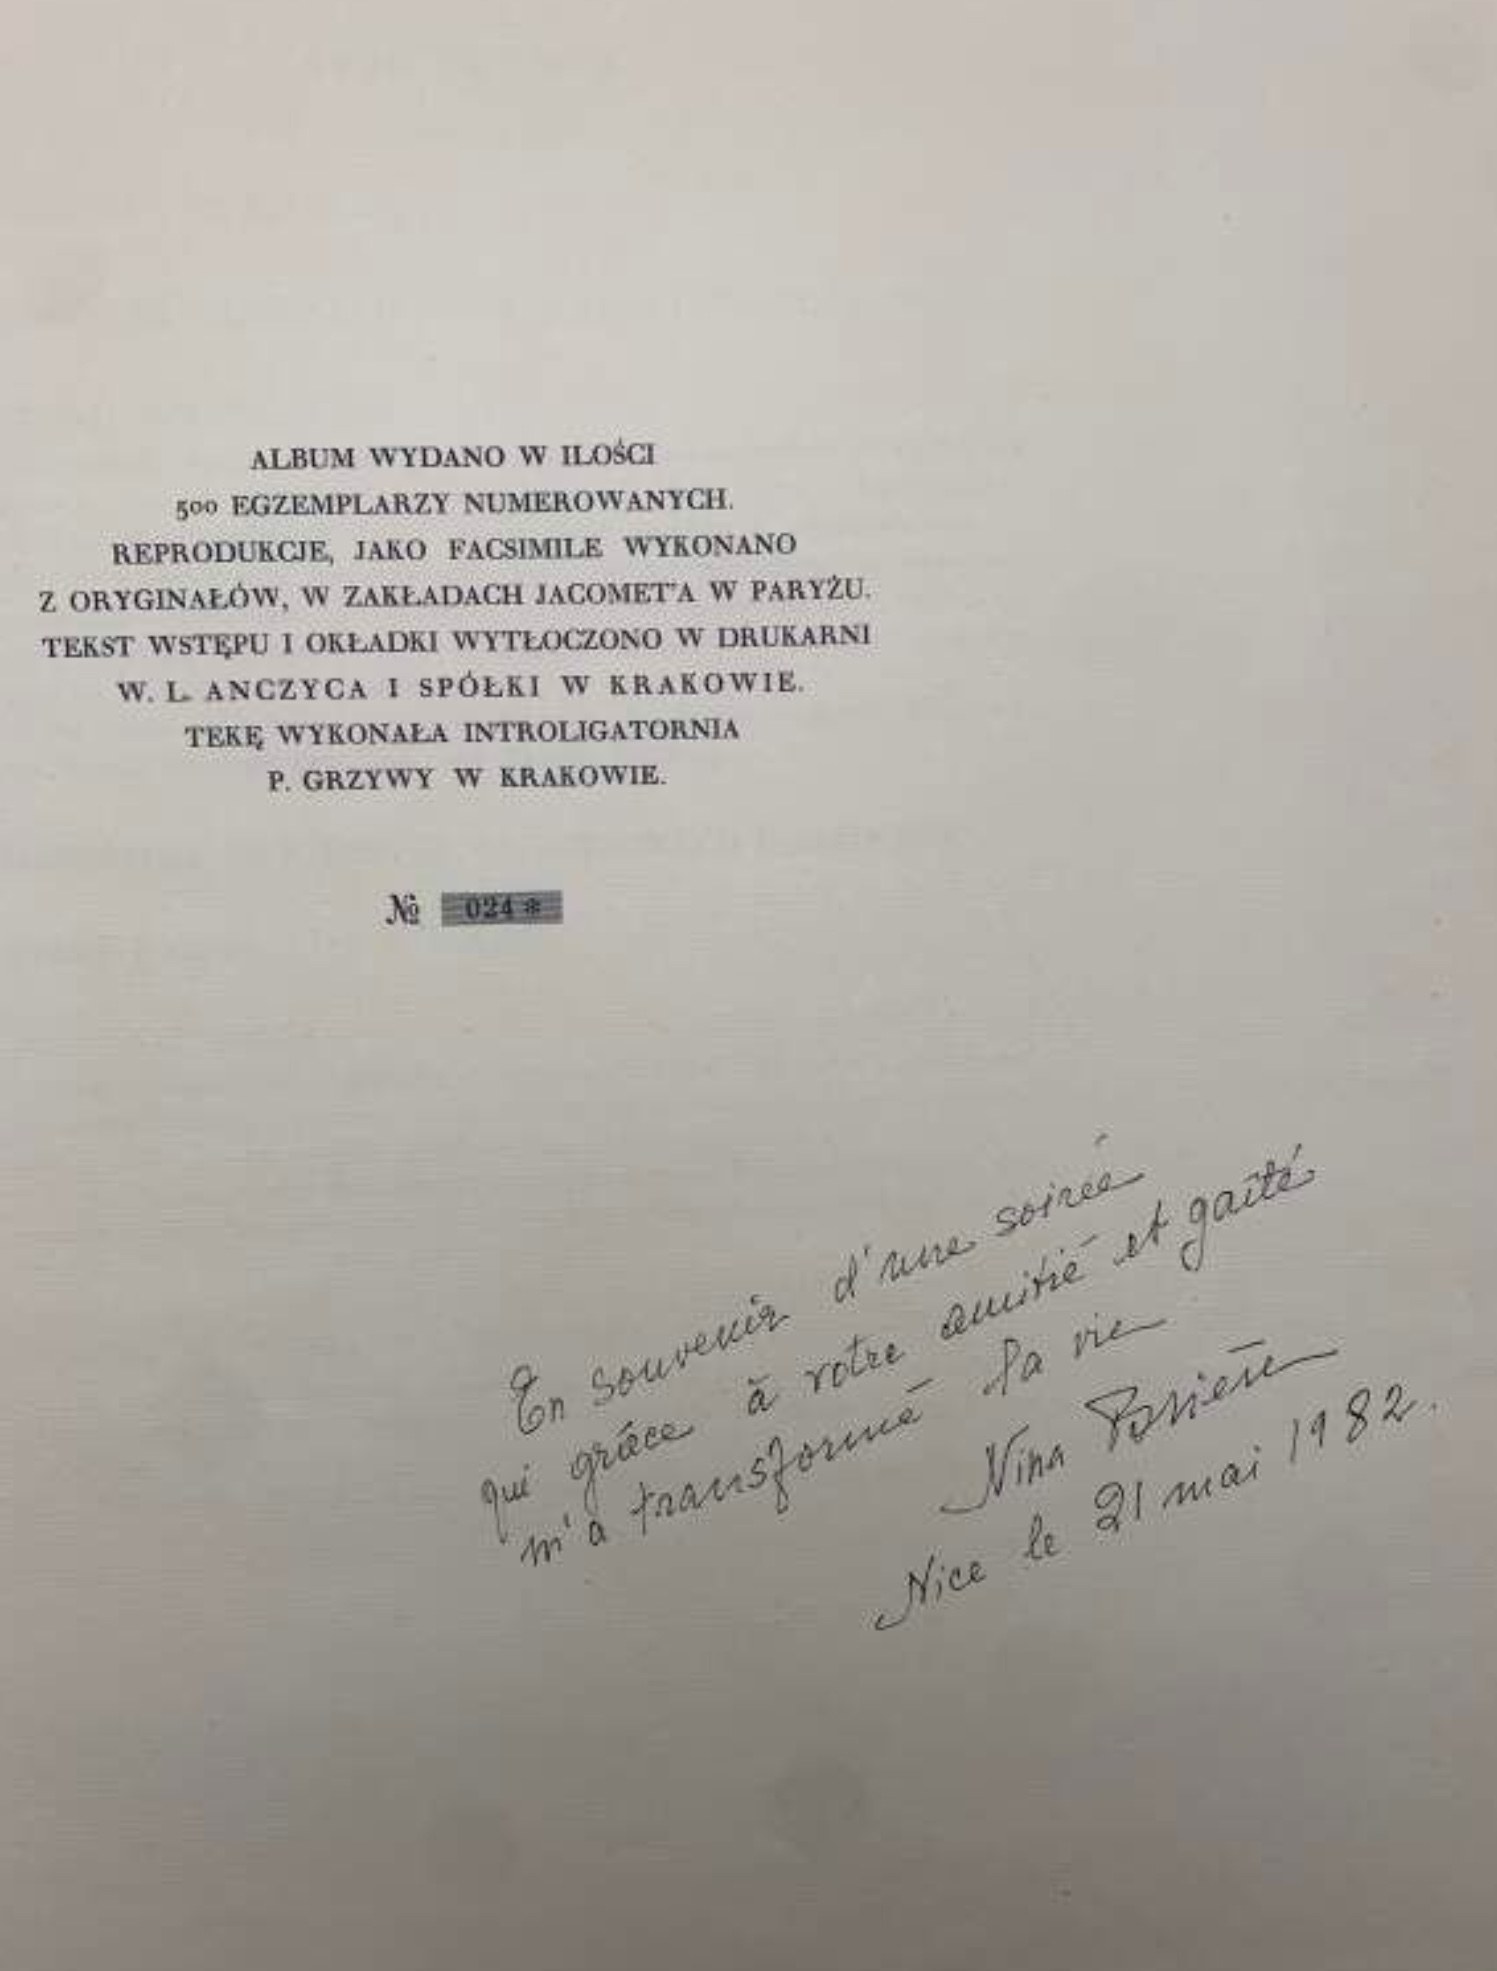 ALBUM WYDANO W ILOŚCI
500 EGZEMPLARZY NUMEROWANYCH.
REPRODUKCJE, JAKO FACSIMILE WYKONANO
Z ORYGINAŁÓW, W ZAKŁADACH JACOMET'A W PARYŻU.
TEKST WSTĘPU I OKŁADKI WYTŁOCZONO W DRUKARNI
W. L. ANCZYCA I SPÓŁKI W KRAKOWIE.
TEKĘ WYKONAŁA INTROLIGATORNIA
P. GRZYWY W KRAKOWIE.
№ 024*
En souvenir d'une soirée
qui grâce à votre amitié et gaîté
m'a transformé la vie
Nina
Nice le 21 mai 1982.